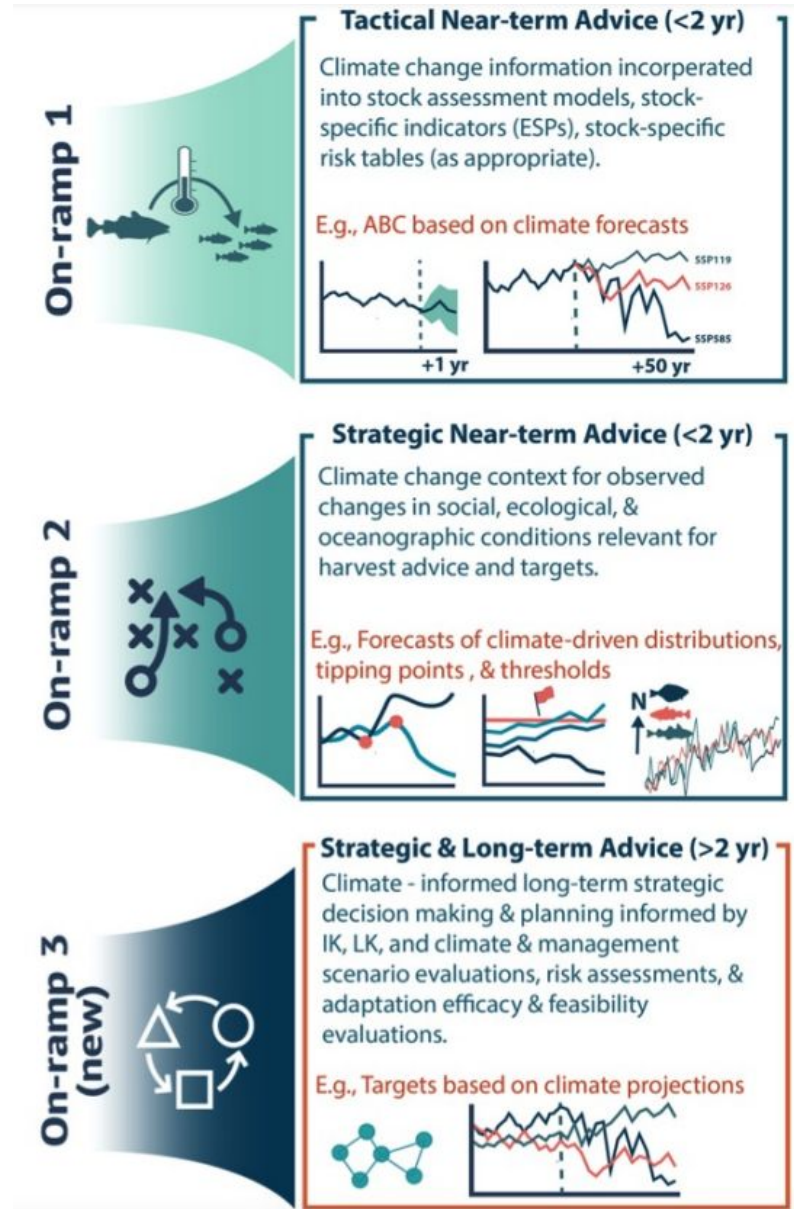 On-ramp 1
Tactical Near-term Advice (<2 yr)
Climate change information incorperated
into stock assessment models, stock-
specific indicators (ESPs), stock-specific
risk tables (as appropriate).
E.g., ABC based on climate forecasts
SSP119
SSP126
SSP585
+1 yr
+50 yr
On-ramp 2
Strategic Near-term Advice (<2 yr)
Climate change context for observed
changes in social, ecological, &
oceanographic conditions relevant for
harvest advice and targets.
E.g., Forecasts of climate-driven distributions,
tipping points , & thresholds
N
On-ramp 3
(new)
Strategic & Long-term Advice (>2 yr)
Climate - informed long-term strategic
decision making & planning informed by
IK, LK, and climate & management
scenario evaluations, risk assessments, &
adaptation efficacy & feasibility
evaluations.
E.g., Targets based on climate projections